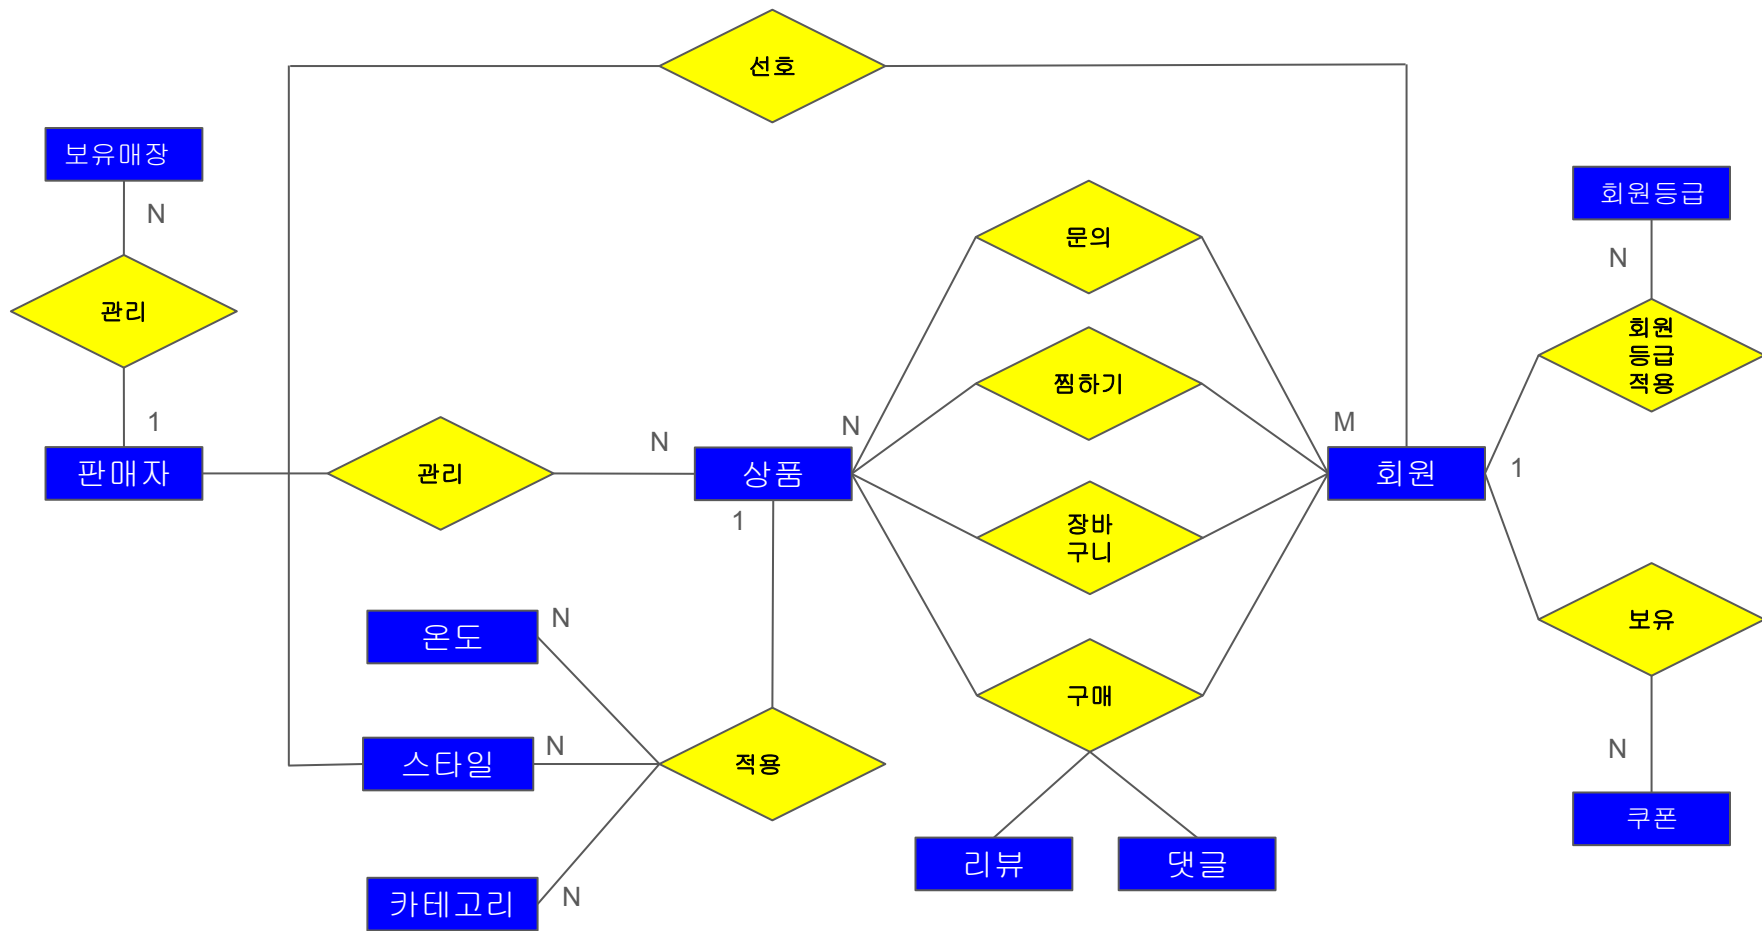 선호
보유매장
N
관리
1
판매자
관리
N
상품
1
N
문의
찜하기
장바
구니
구매
M
회원
1
회원등급
N
회원
등급
적용
보유
N
쿠폰
온도
N
스타일
N
카테고리
N
적용
리뷰
댓글